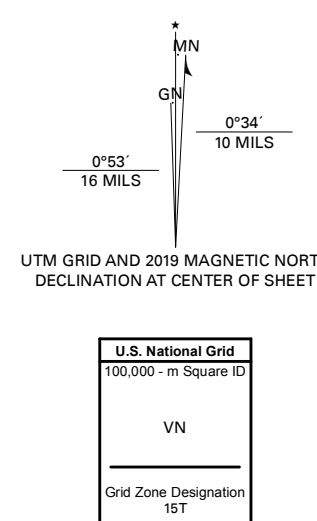 ★
MN
GN
0°34´
10 MILS
0°53´
16 MILS
UTM GRID AND 2019 MAGNETIC NORT
DECLINATION AT CENTER OF SHEET
U.S. National Grid
100,000 - m Square ID
VN
Grid Zone Designation
15T